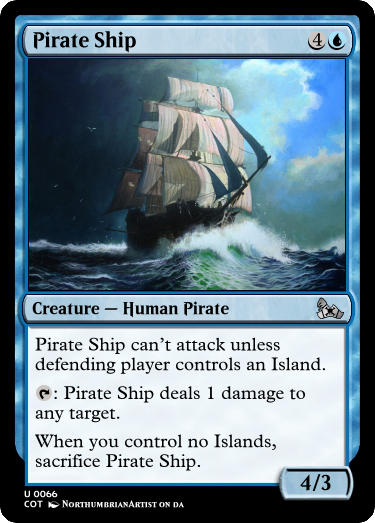 Pirate Ship 4
Creature — Human Pirate
Pirate Ship can't attack unless
defending player controls an Island.
: Pirate Ship deals 1 damage to
any target.
When you control no Islands,
sacrifice Pirate Ship.
4/3
U 0066
COT NorthumbrianArtist on DA